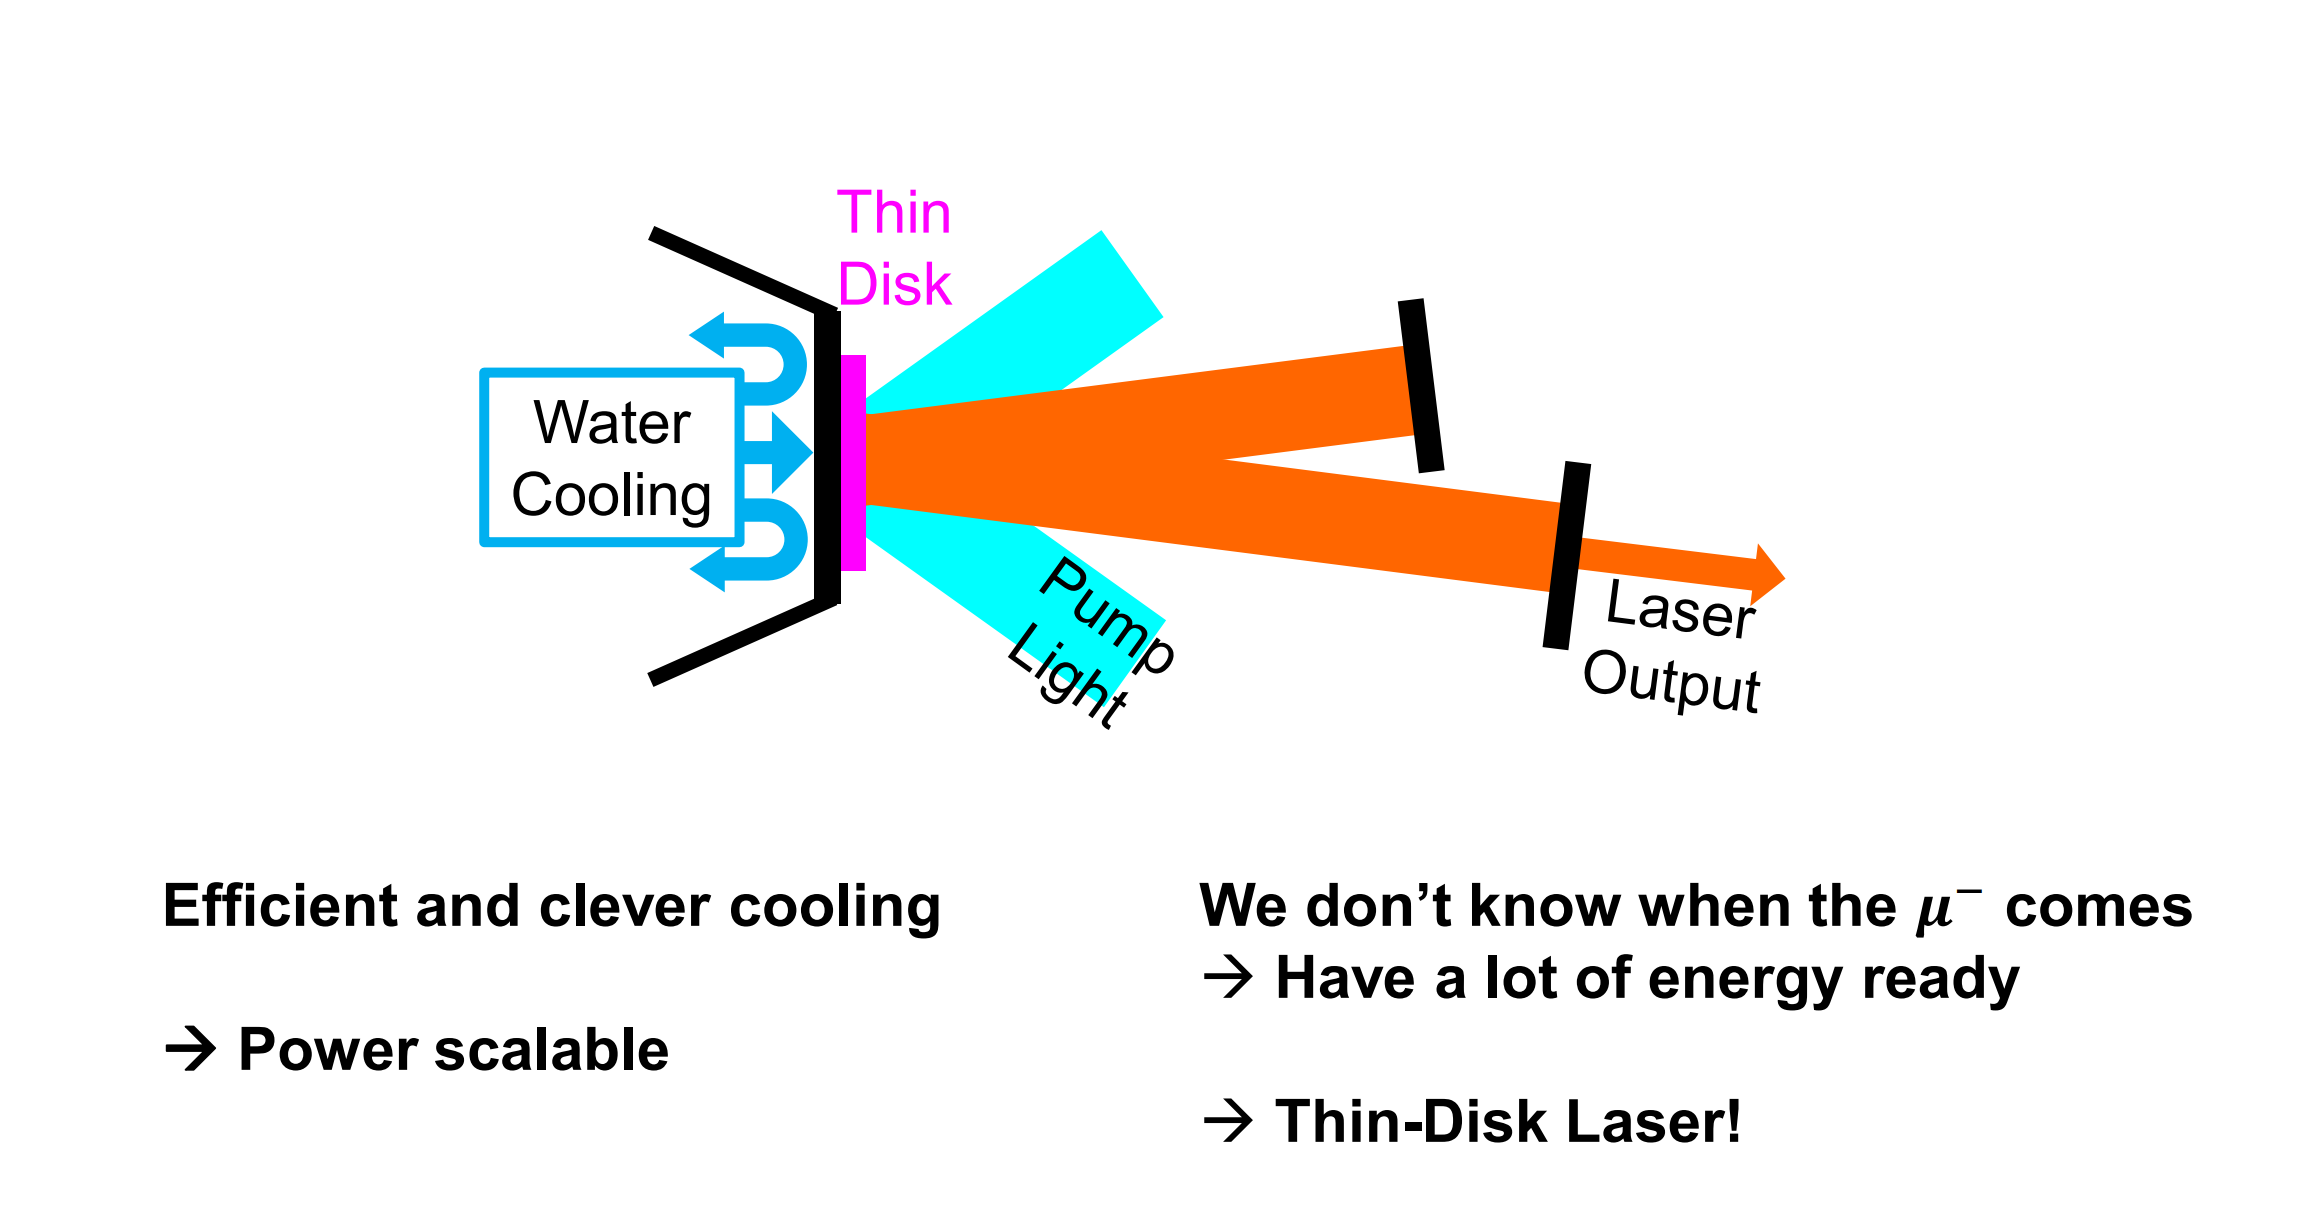 Thin
Disk
Water
Cooling
Pump
Light
Laser
Output
Efficient and clever cooling
→ Power scalable
We don’t know when the μ⁻ comes
→ Have a lot of energy ready
→ Thin-Disk Laser!